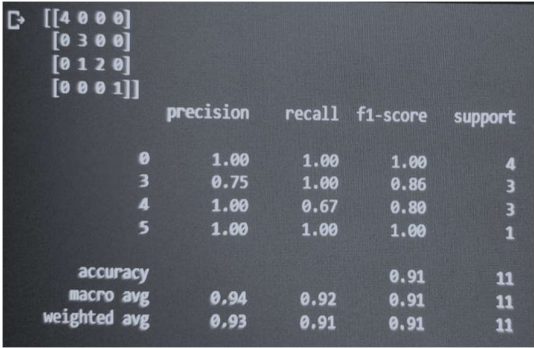 [[4 0 0 0]
[0 3 0 0]
[0 1 2 0]
[0 0 0 1]]
precision recall f1-score support
0 1.00 1.00 1.00 4
3 0.75 1.00 0.86 3
4 1.00 0.67 0.80 3
5 1.00 1.00 1.00 1
accuracy 0.91 11
macro avg 0.94 0.92 0.91 11
weighted avg 0.93 0.91 0.91 11